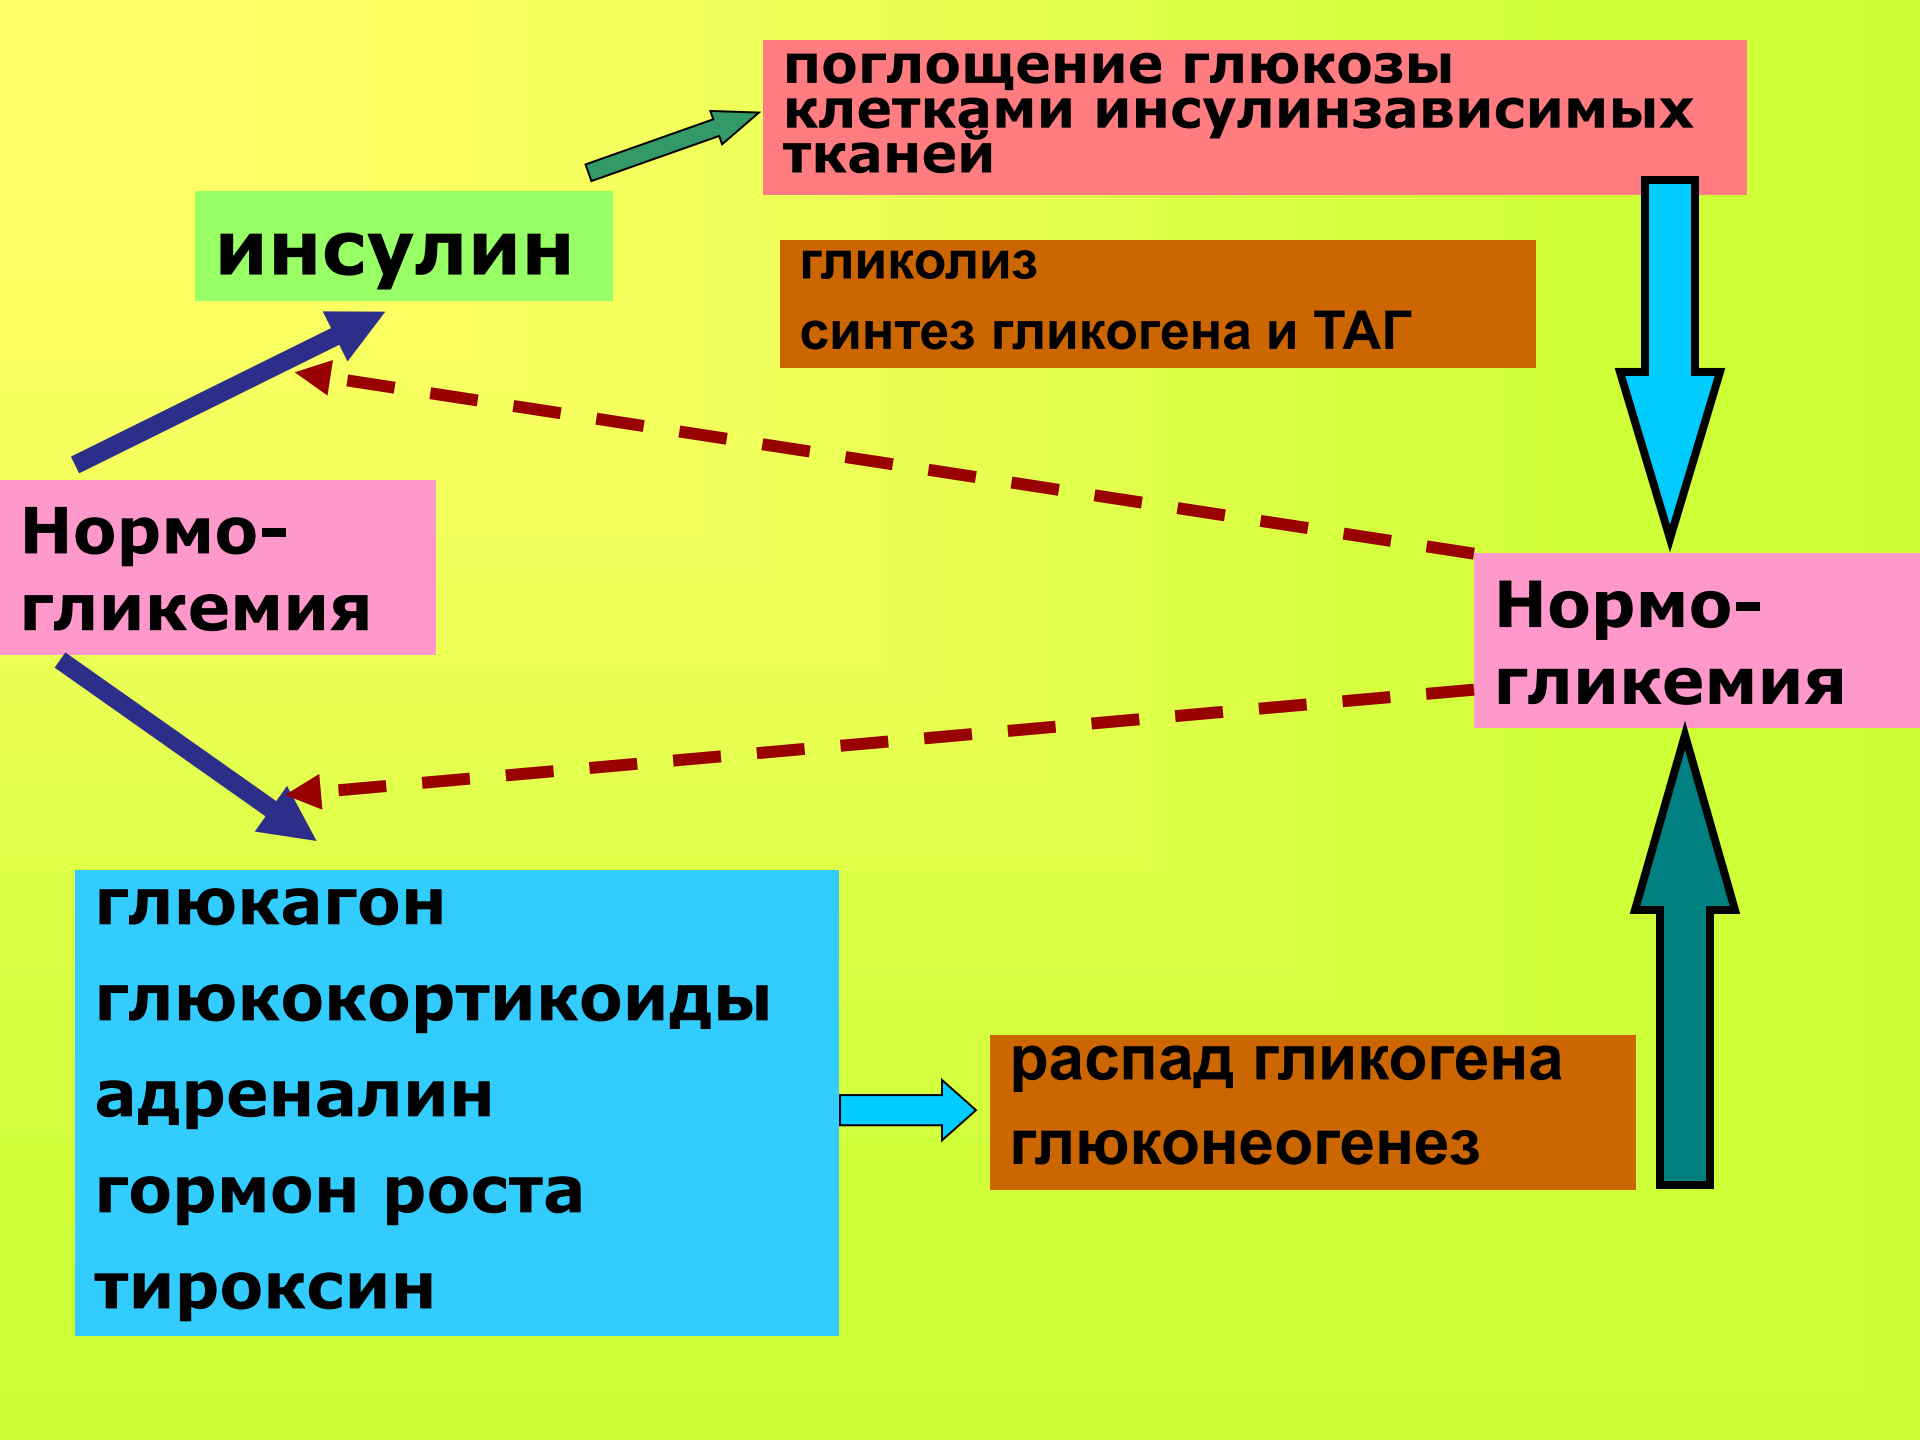 поглощение глюкозы
клетками инсулинзависимых
тканей
инсулин
гликолиз
синтез гликогена и ТАГ
Нормо-
гликемия
Нормо-
гликемия
глюкагон
глюкокортикоиды
адреналин
гормон роста
тироксин
распад гликогена
глюконеогенез